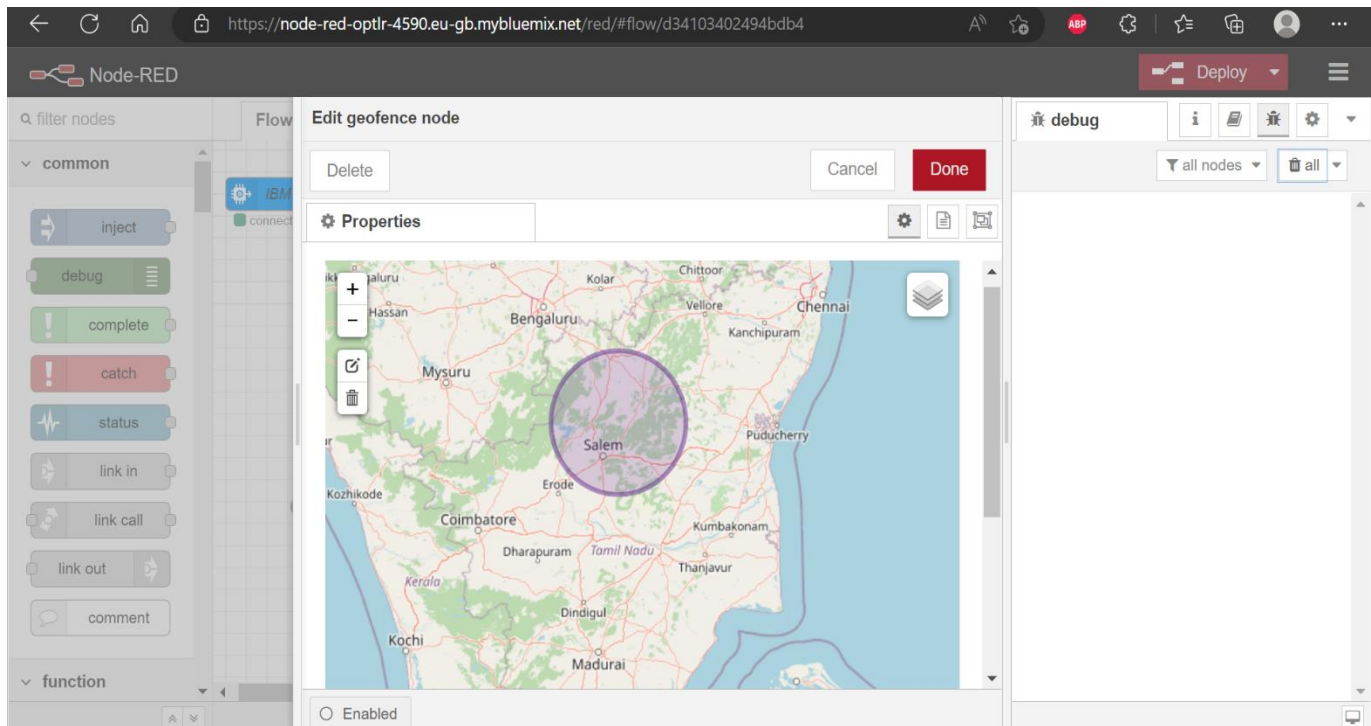 https://node-red-optlr-4590.eu-gb.mybluemix.net/red/#flow/d34103402494bdb4
ABP
Node-RED
Deploy
filter nodes
Flow
Edit geofence node
debug
i
common
Delete
Cancel
Done
all nodes
all
IBM
connect
Properties
inject
debug
complete
catch
status
link in
link call
link out
comment
function
+
−
aluru
Kolar
Chittoor
Hassan
Bengaluru
Vellore
Chennai
Kanchipuram
Mysuru
Salem
Puducherry
Erode
Kozhikode
Coimbatore
Kumbakonam
Dharapuram
Tamil Nadu
Thanjavur
Kerala
Dindigul
Kochi
Madurai
Enabled